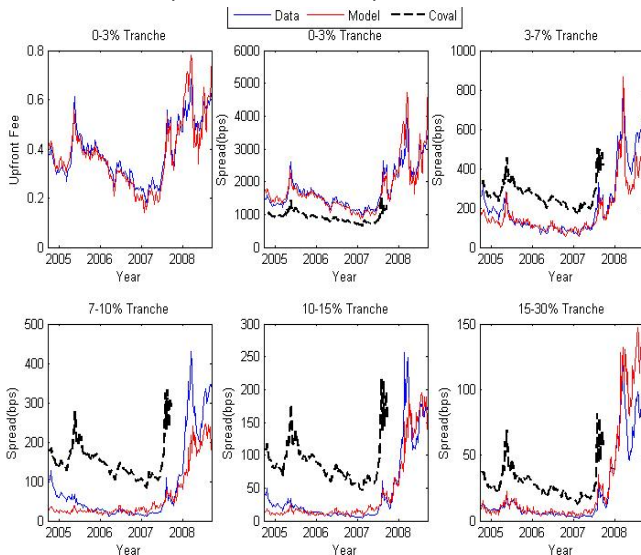 Data Model Coval
0-3% Tranche 0-3% Tranche 3-7% Tranche
0.8 6000 1000
5000 800
0.6 4000 600
Upfront Fee Spread(bps) Spread(bps)
0.4 3000 400
2000
0.2 1000 200
0 0 0
2005 2006 2007 2008 2005 2006 2007 2008 2005 2006 2007 2008
Year Year Year
7-10% Tranche 10-15% Tranche 15-30% Tranche
500 300 150
400 250
300 200 100
Spread(bps) Spread(bps) Spread(bps)
200 150
100 50
100 50
0 0 0
2005 2006 2007 2008 2005 2006 2007 2008 2005 2006 2007 2008
Year Year Year